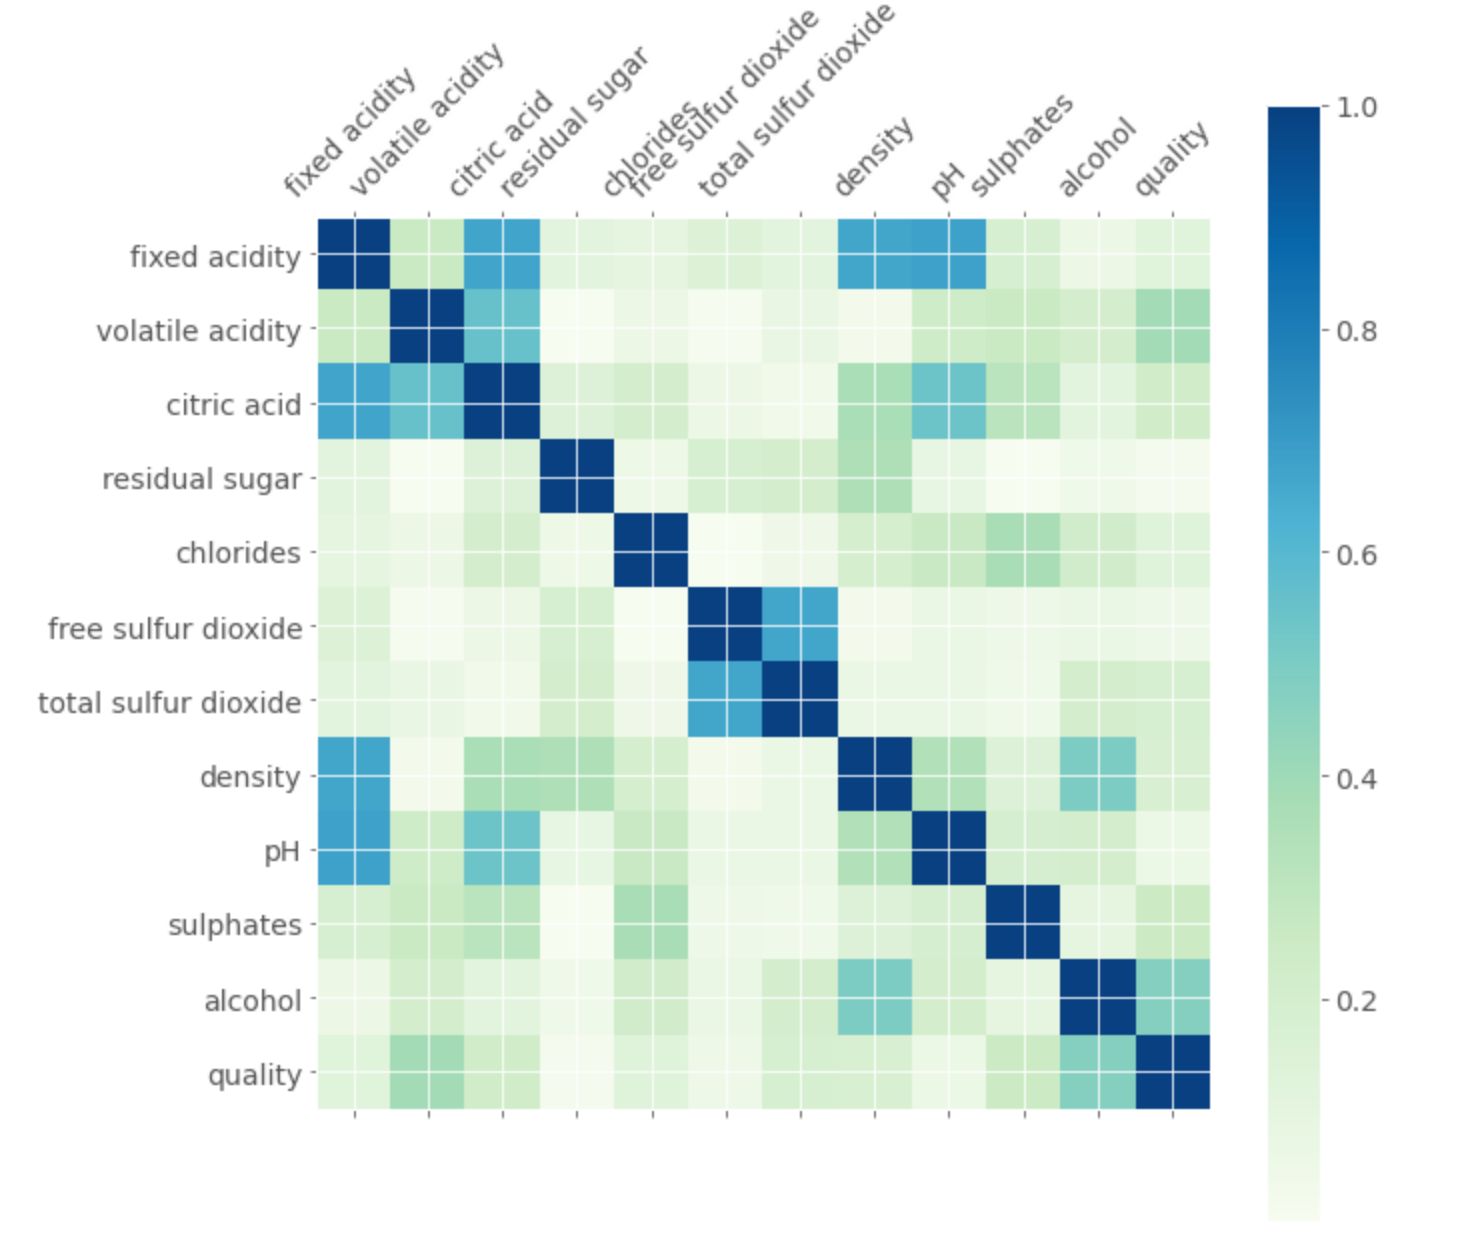 fixed acidity
volatile acidity
citric acid
residual sugar
chlorides
free sulfur dioxide
total sulfur dioxide
density
pH
sulphates
alcohol
quality
fixed acidity
volatile acidity
citric acid
residual sugar
chlorides
free sulfur dioxide
total sulfur dioxide
density
pH
sulphates
alcohol
quality
1.0
0.8
0.6
0.4
0.2